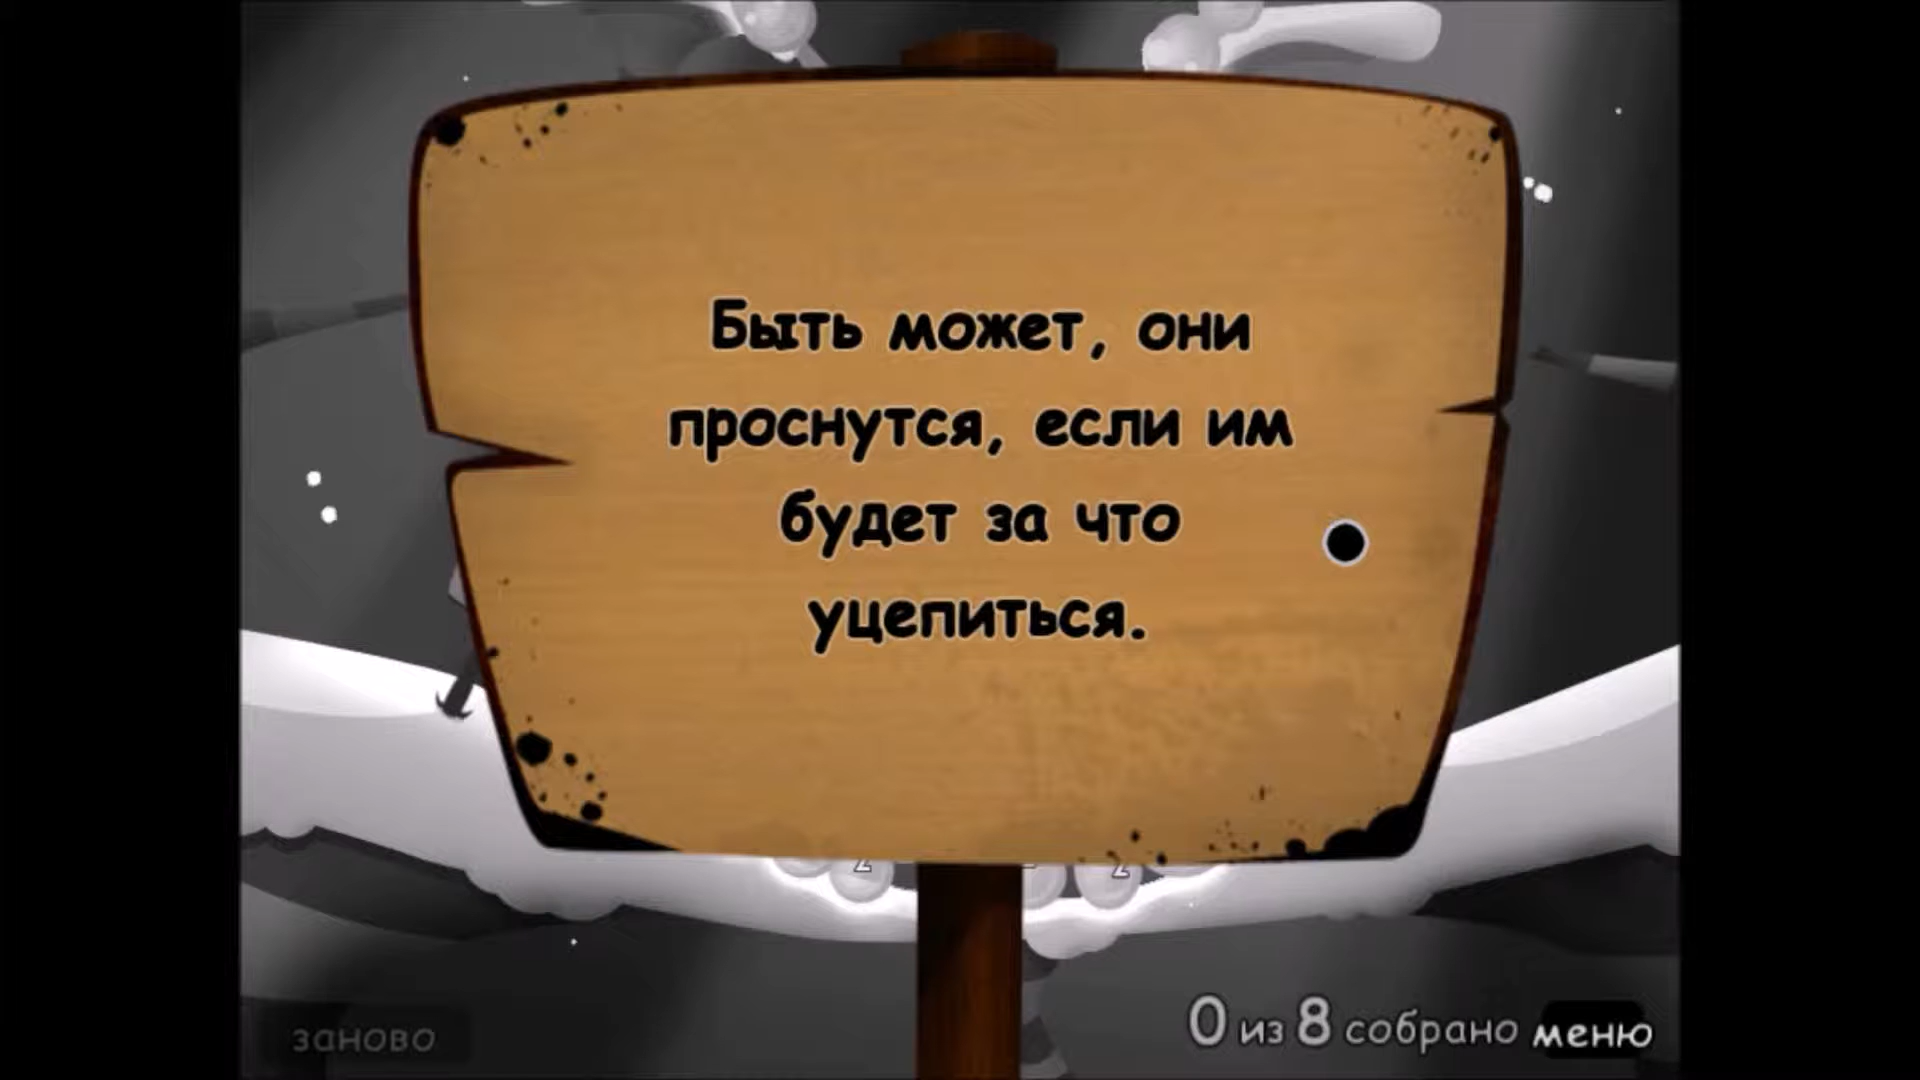 Быть может, они
проснутся, если им
будет за что
уцепиться.
z
z
заново
0 из 8 собрано меню